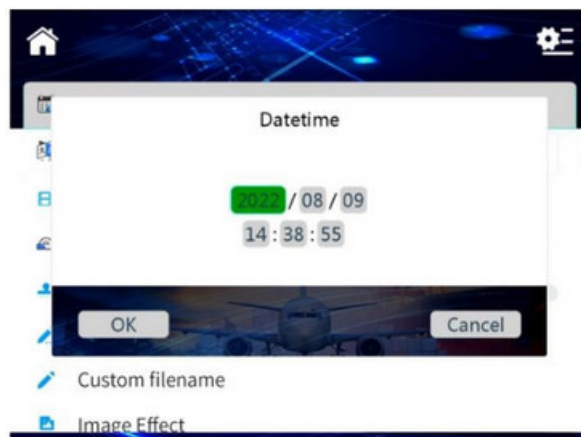 Datetime
2022 / 08 / 09
14 : 38 : 55
OK
Cancel
Custom filename
Image Effect